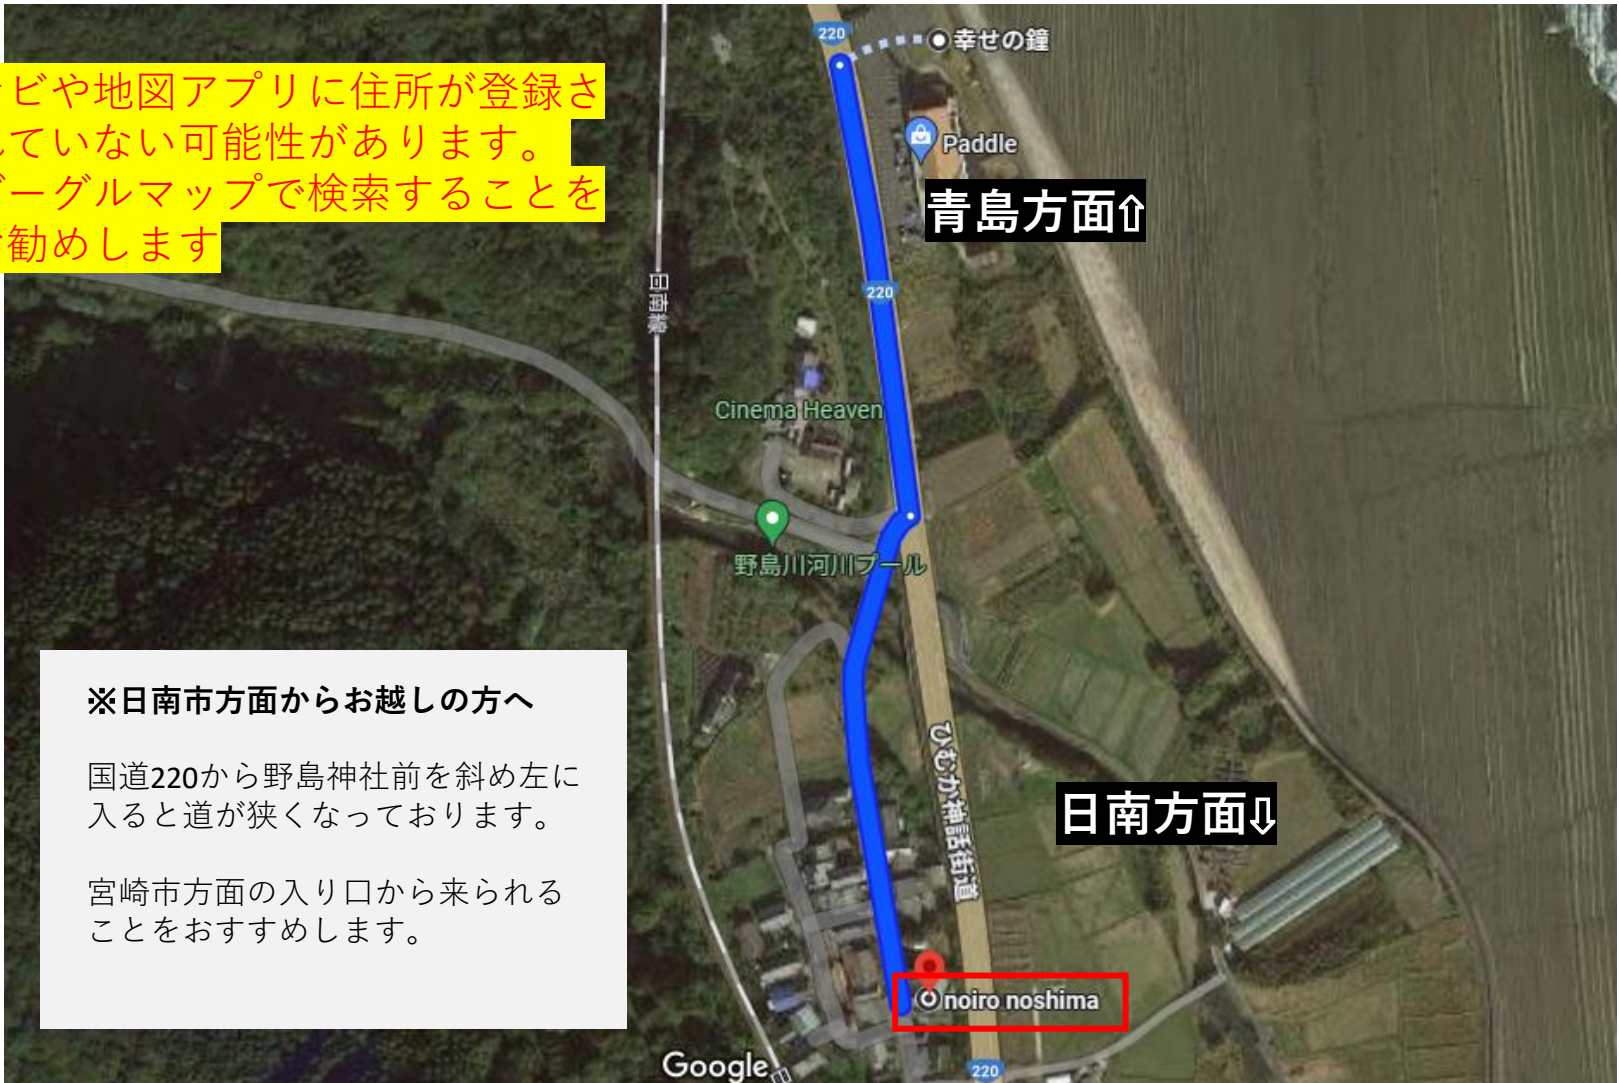 220
幸せの鐘
ビや地図アプリに住所が登録さ
ていない可能性があります。
ーグルマップで検索することを
勧めします
Paddle
青島方面⇧
日南線
220
Cinema Heaven
野島川河川プール
※日南市方面からお越しの方へ
国道220から野島神社前を斜め左に
入ると道が狭くなっております。
宮崎市方面の入り口から来られる
ことをおすすめします。
ひむか神話街道
日南方面⇩
noiro noshima
Google
220